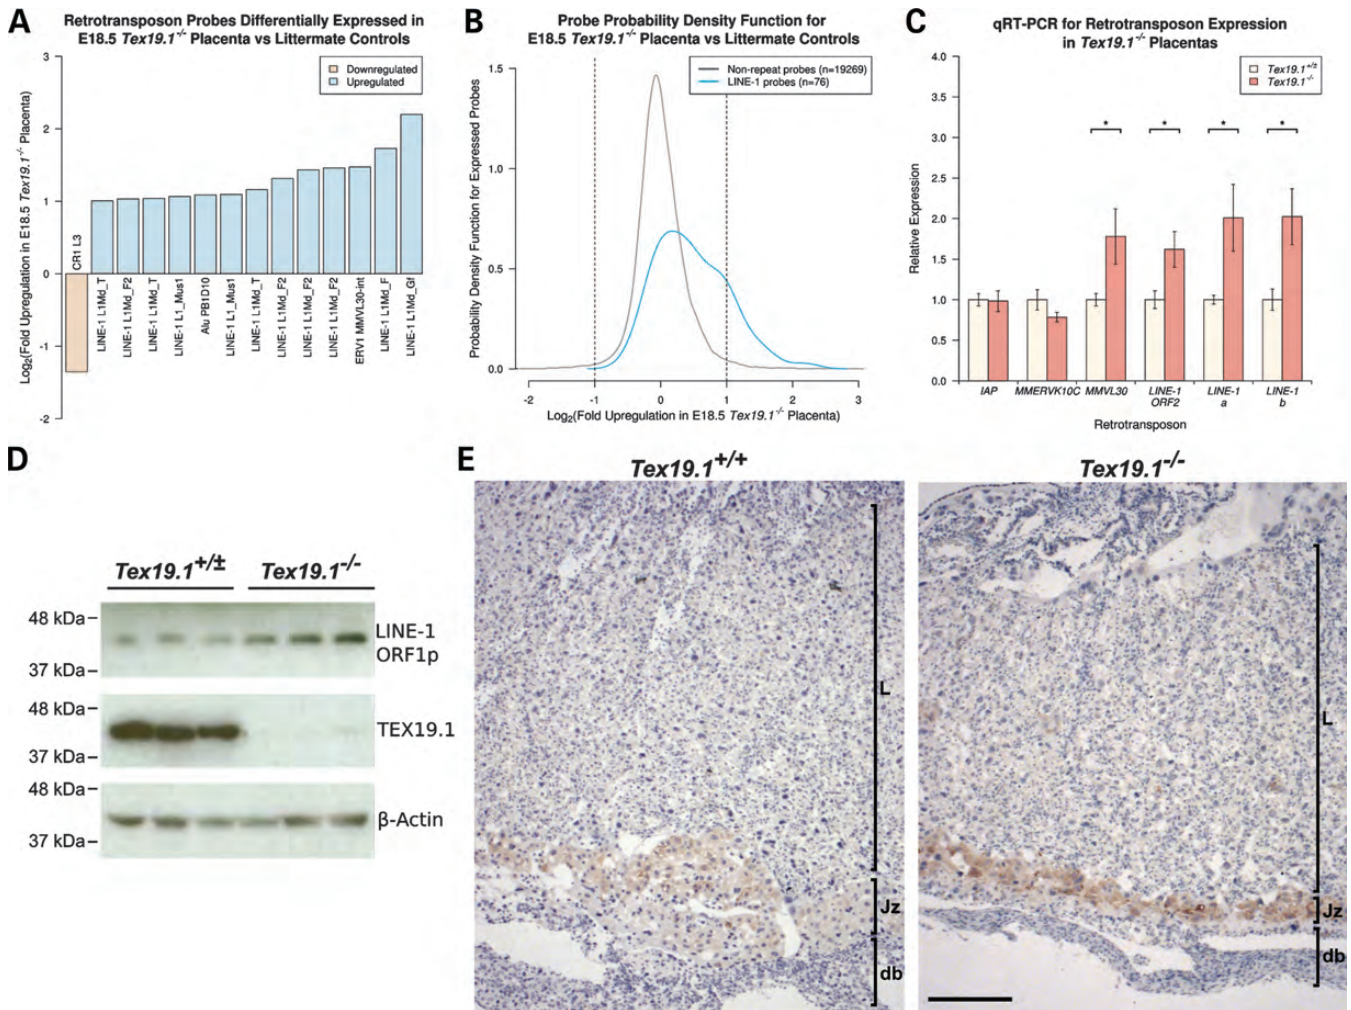 A
Retrotransposon Probes Differentially Expressed in
E18.5 Tex19.1-/- Placenta vs Littermate Controls
Downregulated
Upregulated
Log2(Fold Upregulation in E18.5 Tex19.1-/- Placenta)
3
2
1
0
-1
-2
CR1 L3
LINE-1 L1Md_T
LINE-1 L1Md_F2
LINE-1 L1Md_T
LINE-1 L1_Mus1
Alu PB1D10
LINE-1 L1_Mus1
LINE-1 L1Md_T
LINE-1 L1Md_F2
LINE-1 L1Md_F2
LINE-1 L1Md_F2
ERV1 MMVL30-int
LINE-1 L1Md_F
LINE-1 L1Md_Gf
B
Probe Probability Density Function for
E18.5 Tex19.1-/- Placenta vs Littermate Controls
Non-repeat probes (n=19269)
LINE-1 probes (n=76)
Probability Density Function for Expressed Probes
1.5
1.0
0.5
0.0
-2 -1 0 1 2 3
Log2(Fold Upregulation in E18.5 Tex19.1-/- Placenta)
C
qRT-PCR for Retrotransposon Expression
in Tex19.1-/- Placentas
Tex19.1+/±
Tex19.1-/-
Relative Expression
4.0
3.5
3.0
2.5
2.0
1.5
1.0
0.5
0.0
* * * *
IAP MMERVK10C MMVL30 LINE-1 ORF2 LINE-1 a LINE-1 b
Retrotransposon
D
Tex19.1+/± Tex19.1-/-
48 kDa
37 kDa
LINE-1
ORF1p
48 kDa
37 kDa
TEX19.1
48 kDa
37 kDa
β-Actin
E
Tex19.1+/+ Tex19.1-/-
L
Jz
db
L
Jz
db